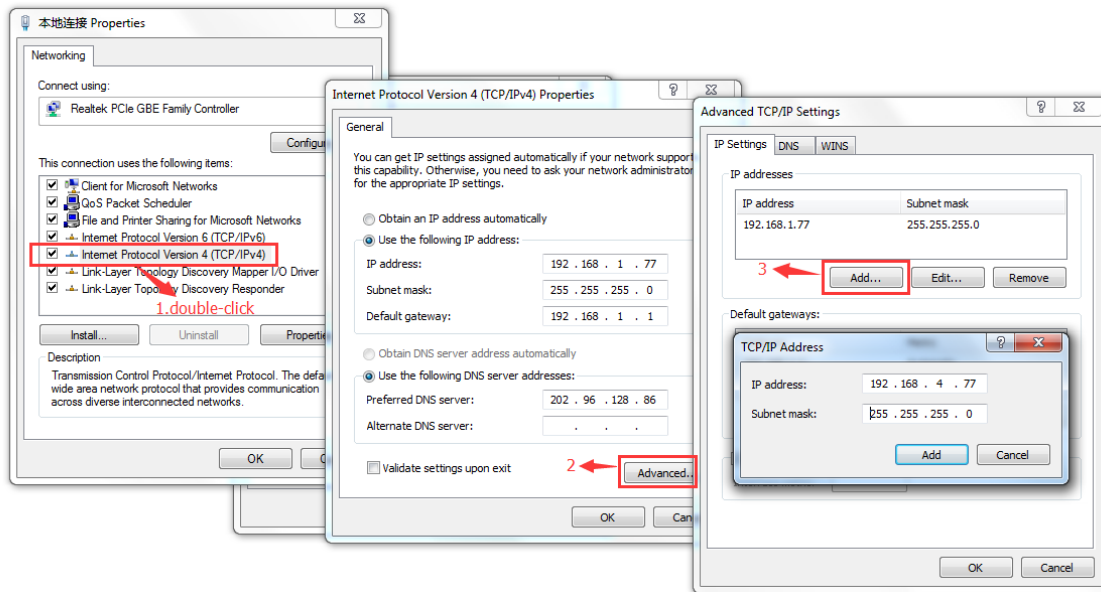 本地连接 Properties
Networking
Connect using:
Realtek PCIe GBE Family Controller
This connection uses the following items:
Client for Microsoft Networks
QoS Packet Scheduler
File and Printer Sharing for Microsoft Networks
Internet Protocol Version 6 (TCP/IPv6)
Internet Protocol Version 4 (TCP/IPv4)
Link-Layer Topology Discovery Mapper I/O Driver
Link-Layer Topology Discovery Responder
1.double-click
Install...
Uninstall
Description
Transmission Control Protocol/Internet Protocol. The
wide area network protocol that provides communication
across diverse interconnected networks.
OK
Internet Protocol Version 4 (TCP/IPv4) Properties
General
You can get IP settings assigned automatically if your network
this capability. Otherwise, you need to ask your network administrator
for the appropriate IP settings.
Obtain an IP address automatically
Use the following IP address:
IP address: 192 . 168 . 1 . 77
Subnet mask: 255 . 255 . 255 . 0
Default gateway: 192 . 168 . 1 . 1
Obtain DNS server address automatically
Use the following DNS server addresses:
Preferred DNS server: 202 . 96 . 128 . 86
Alternate DNS server: . . .
Validate settings upon exit
2
Advanced..
OK
Advanced TCP/IP Settings
IP Settings DNS WINS
IP addresses
IP address Subnet mask
192.168.1.77 255.255.255.0
3
Add... Edit... Remove
Default gateways:
TCP/IP Address
IP address: 192 . 168 . 4 . 77
Subnet mask: 255 . 255 . 255 . 0
Add Cancel
OK Cancel